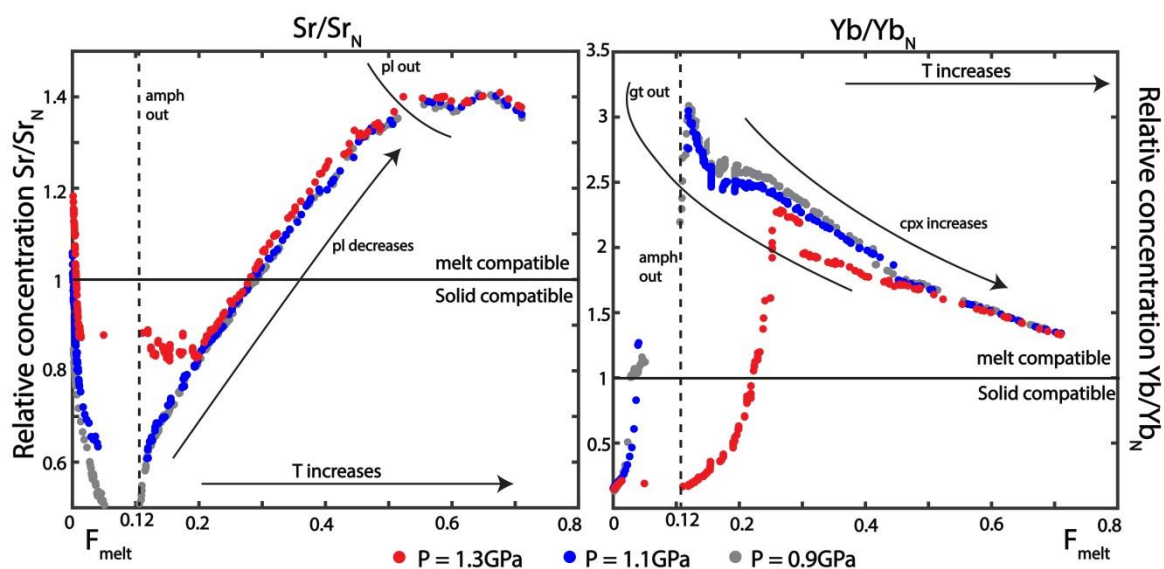 Sr/Sr_N
Yb/Yb_N
Relative concentration Sr/Sr_N
1.4
1.2
1
0.8
0.6
amph
out
pl out
melt compatible
Solid compatible
pl decreases
T increases
0
0.12
0.2
0.4
0.6
0.8
F_melt
3.5
3
2.5
2
1.5
1
0.5
T increases
gt out
cpx increases
amph
out
melt compatible
Solid compatible
0
0.12
0.2
0.4
0.6
0.8
F_melt
Relative concentration Yb/Yb_N
P = 1.3GPa
P = 1.1GPa
P = 0.9GPa